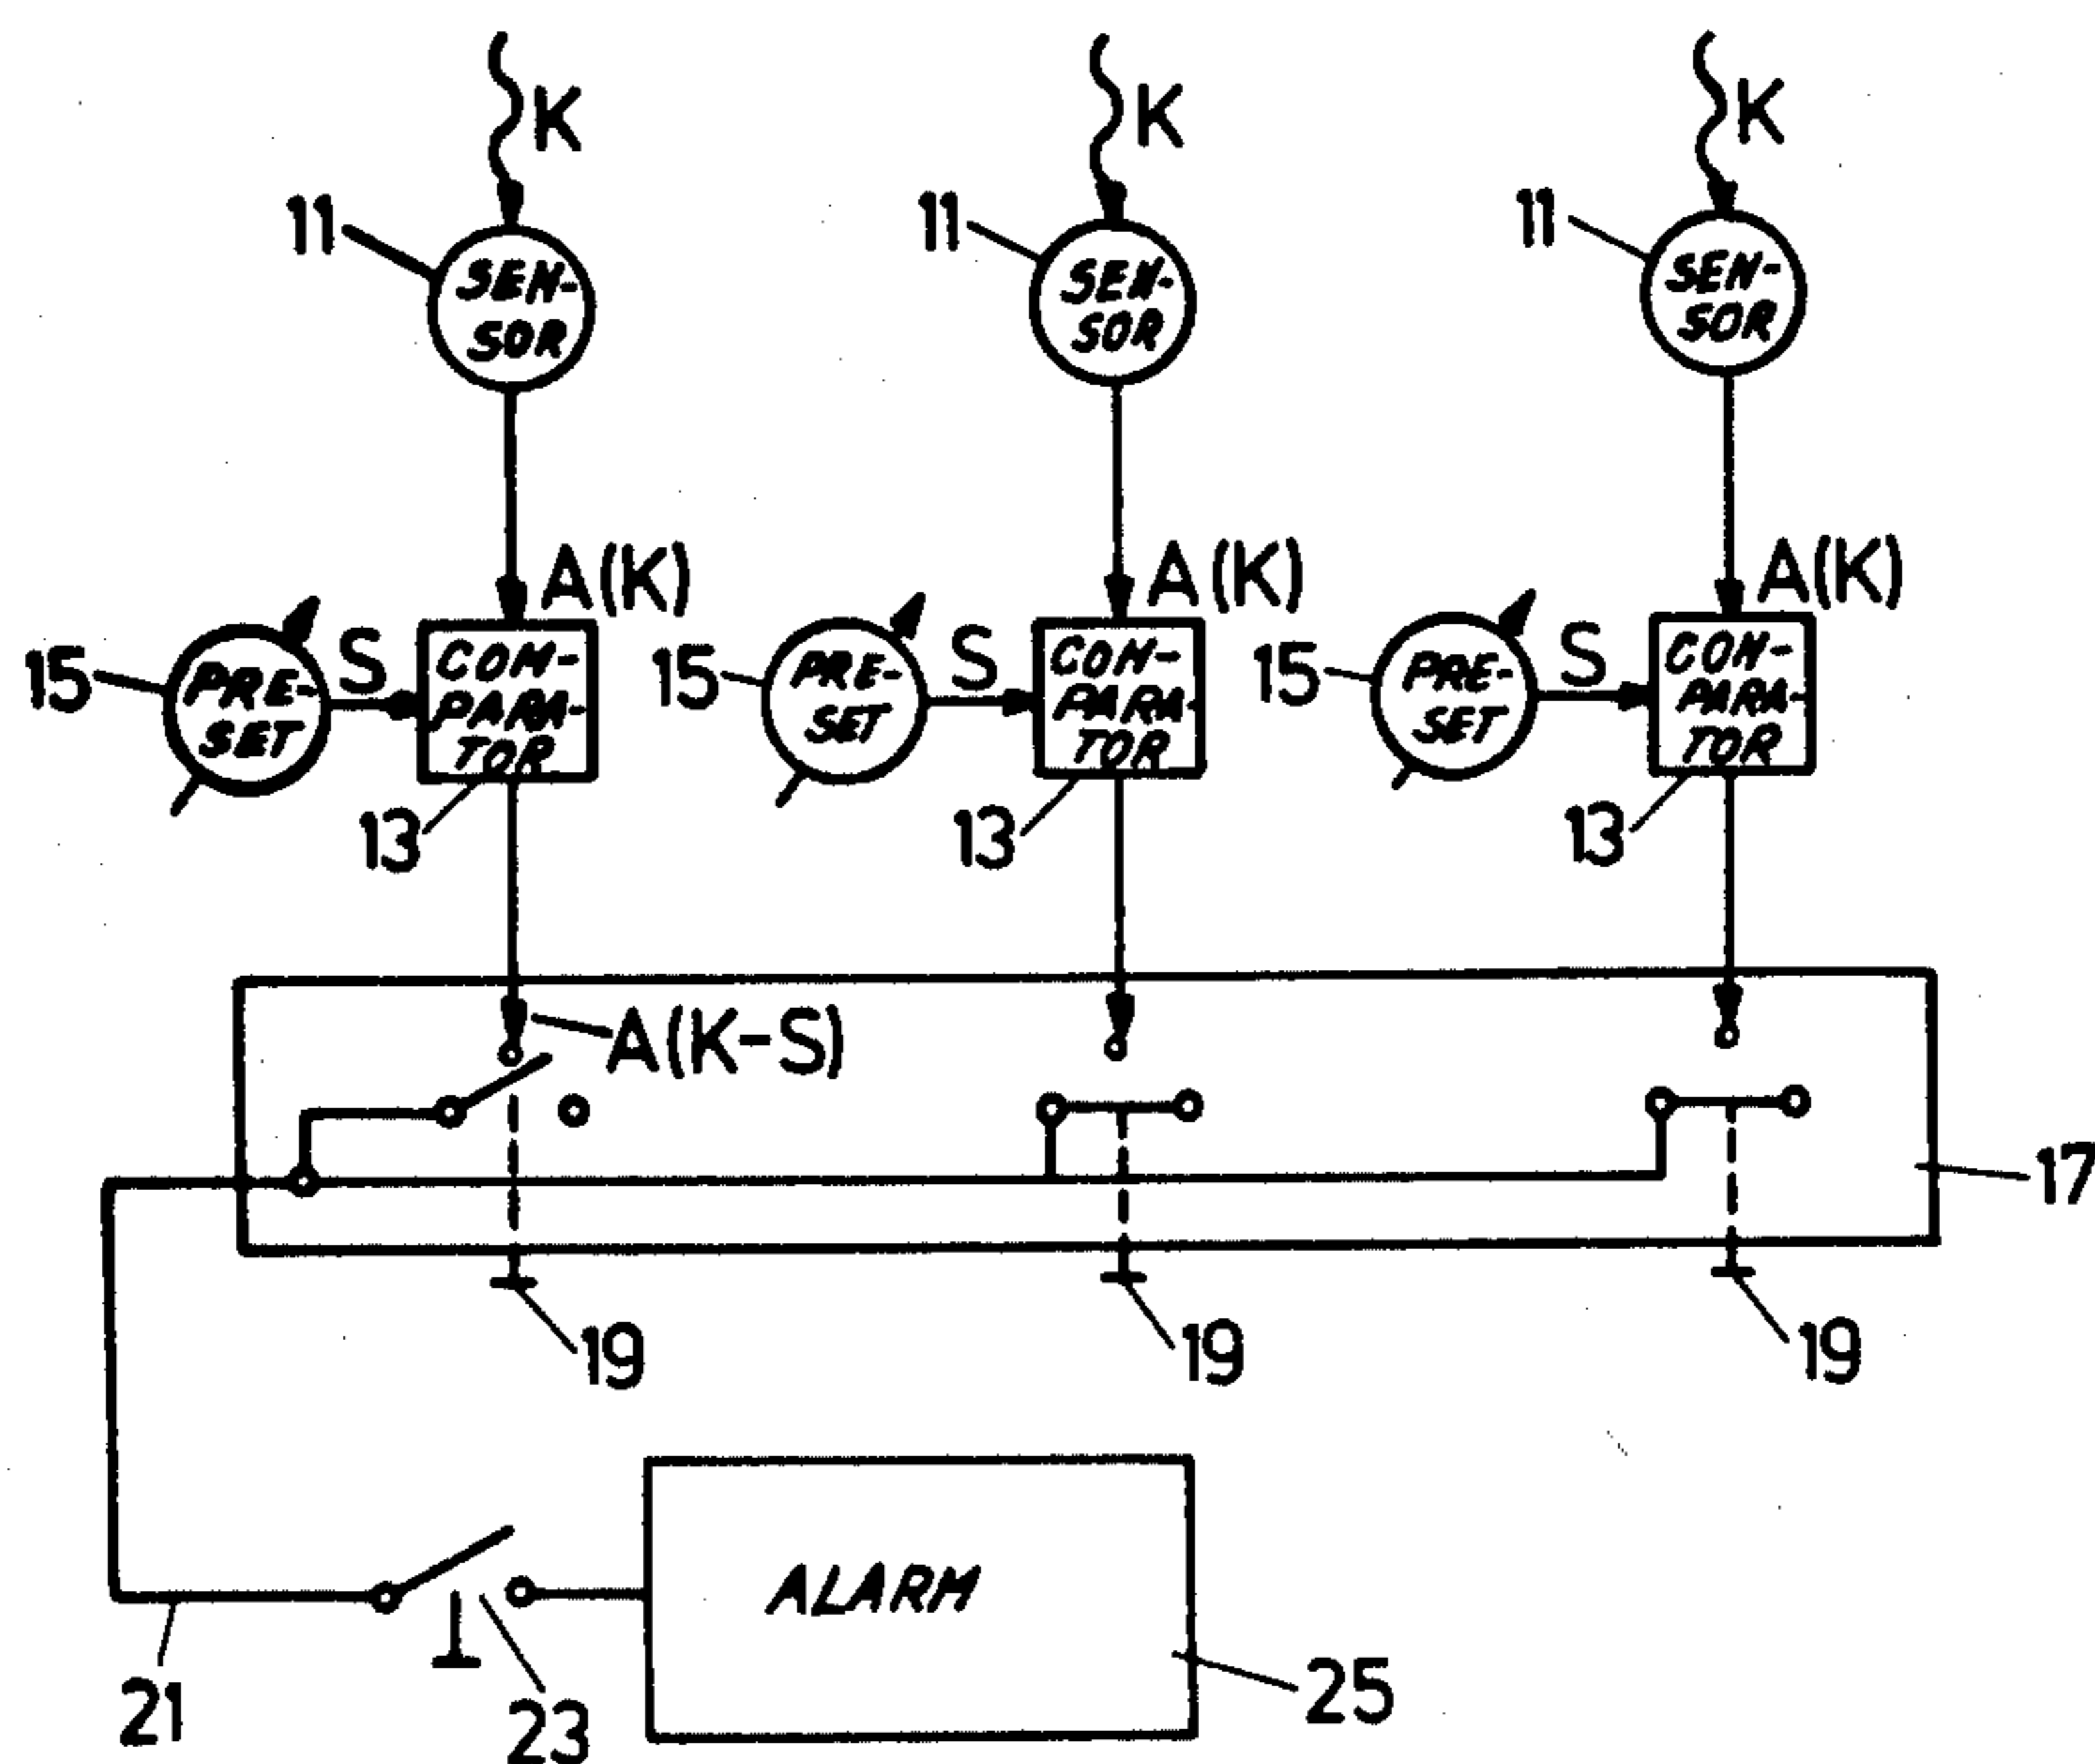 K K K
11 11 11
SEN-
SOR
SEN-
SOR
SEN-
SOR
A(K) A(K) A(K)
15 S 15 S 15 S
PRE-
SET
PRE-
SET
PRE-
SET
COM-
PARA-
TOR
COM-
PARA-
TOR
COM-
PARA-
TOR
13 13 13
A(K-S)
17
19 19 19
ALARM
21 23 25